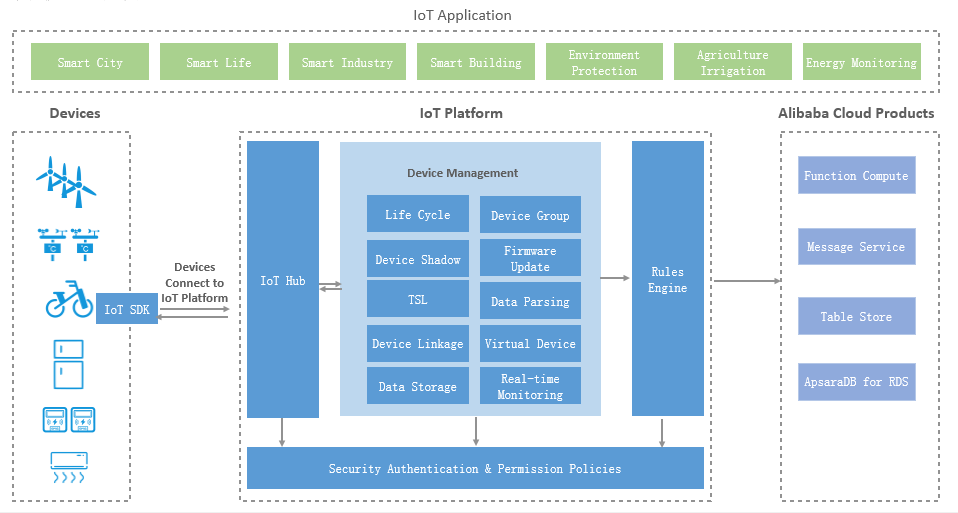 IoT Application
Smart City
Smart Life
Smart Industry
Smart Building
Environment
Protection
Agriculture
Irrigation
Energy Monitoring
Devices
IoT Platform
Alibaba Cloud Products
°C
°C
Devices
Connect to
IoT Platform
IoT SDK
IoT Hub
Device Management
Life Cycle
Device Group
Device Shadow
Firmware
Update
TSL
Data Parsing
Device Linkage
Virtual Device
Data Storage
Real-time
Monitoring
Rules
Engine
Security Authentication & Permission Policies
Function Compute
Message Service
Table Store
ApsaraDB for RDS